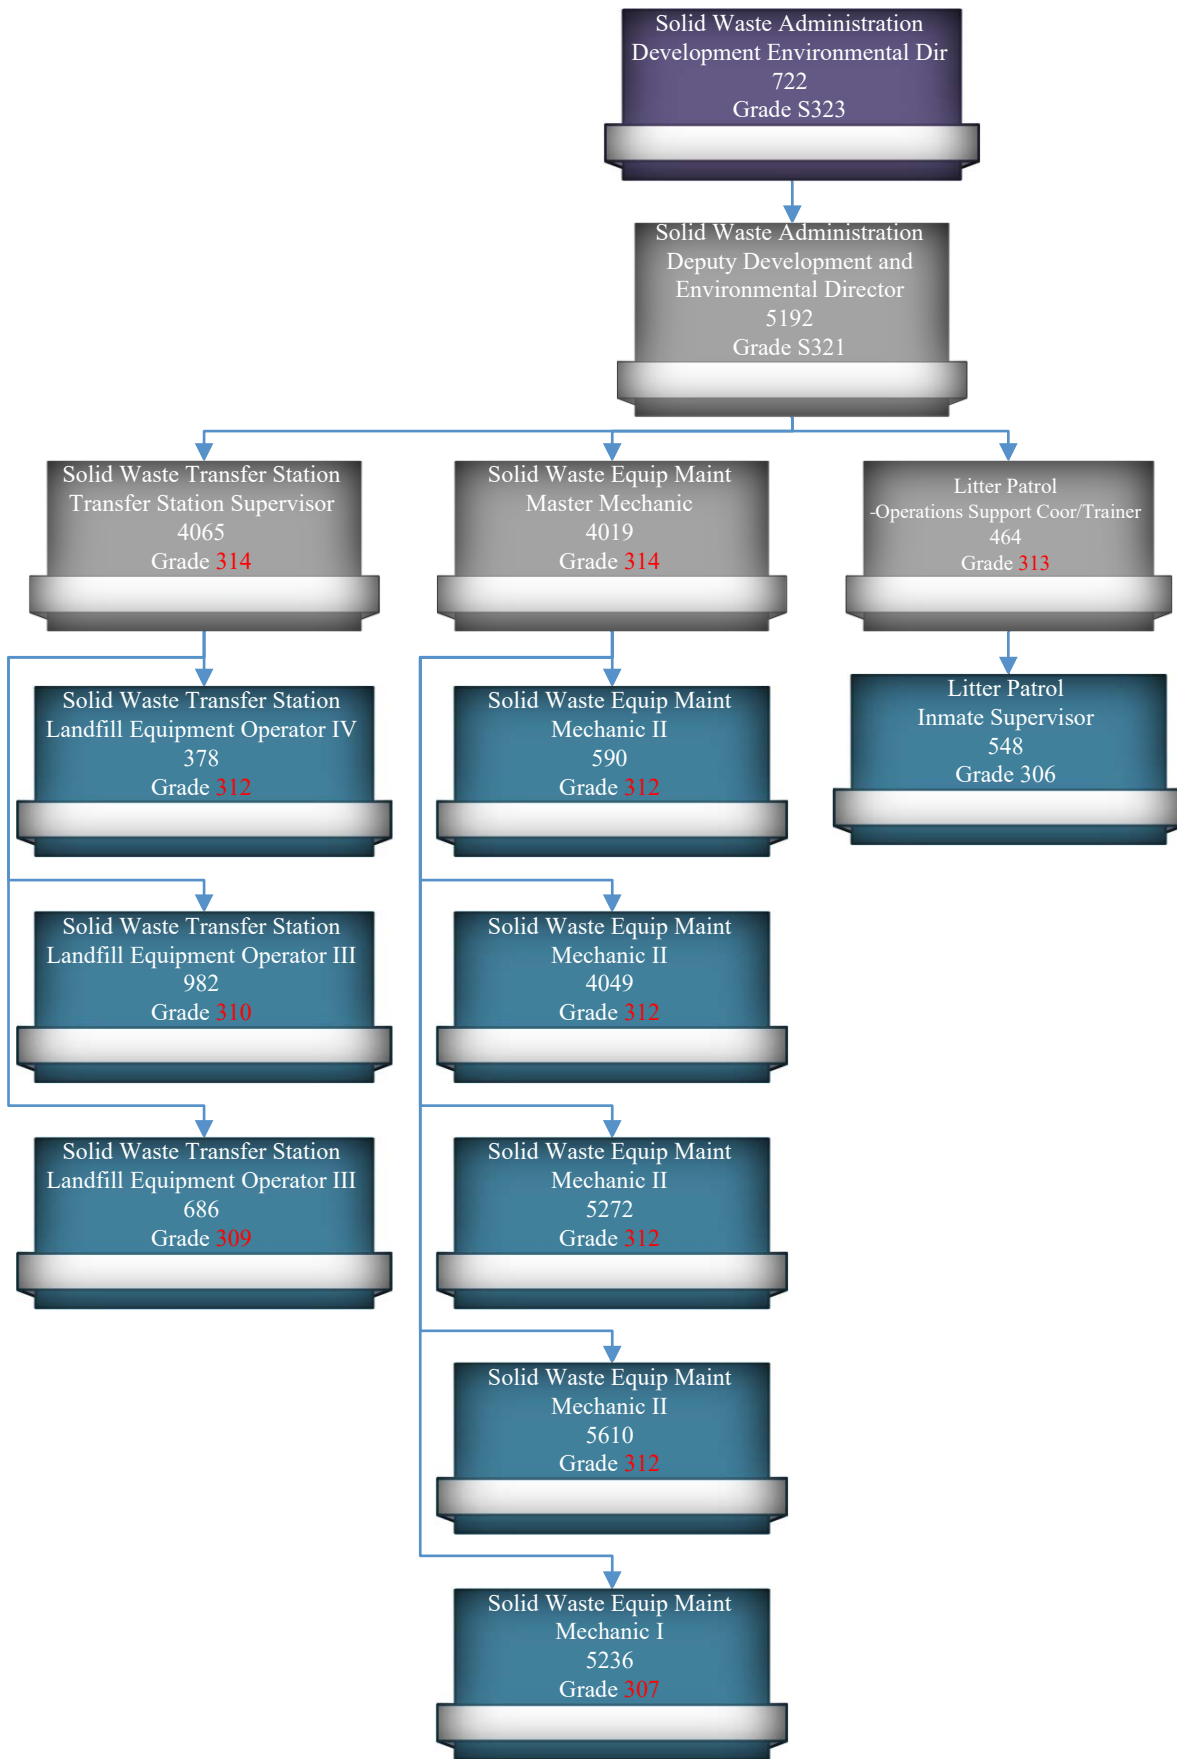 Solid Waste Administration
Development Environmental Dir
722
Grade S323
Solid Waste Administration
Deputy Development and
Environmental Director
5192
Grade S321
Solid Waste Transfer Station
Transfer Station Supervisor
4065
Grade 314
Solid Waste Equip Maint
Master Mechanic
4019
Grade 314
Litter Patrol
-Operations Support Coor/Trainer
464
Grade 313
Solid Waste Transfer Station
Landfill Equipment Operator IV
378
Grade 312
Solid Waste Equip Maint
Mechanic II
590
Grade 312
Litter Patrol
Inmate Supervisor
548
Grade 306
Solid Waste Transfer Station
Landfill Equipment Operator III
982
Grade 310
Solid Waste Equip Maint
Mechanic II
4049
Grade 312
Solid Waste Transfer Station
Landfill Equipment Operator III
686
Grade 309
Solid Waste Equip Maint
Mechanic II
5272
Grade 312
Solid Waste Equip Maint
Mechanic II
5610
Grade 312
Solid Waste Equip Maint
Mechanic I
5236
Grade 307